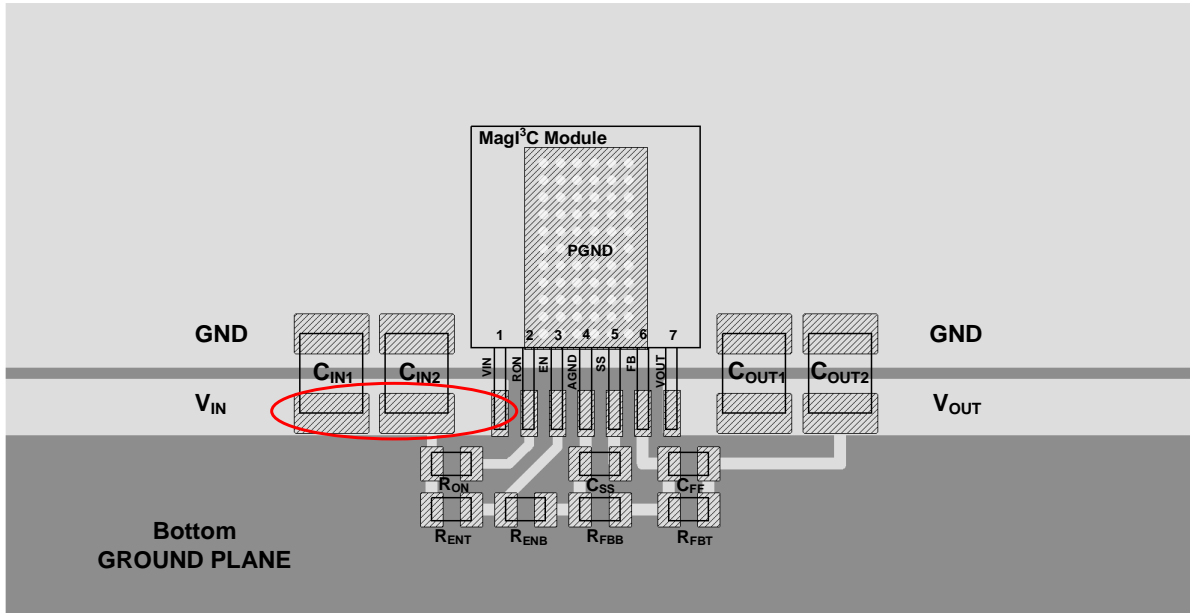 MagI³C Module
PGND
1 2 3 4 5 6 7
VIN
RON
EN
AGND
SS
FB
VOUT
GND
GND
CIN1
CIN2
COUT1
COUT2
VIN
VOUT
RON
CSS
CFF
RENT
RENB
RFBB
RFBT
Bottom
GROUND PLANE